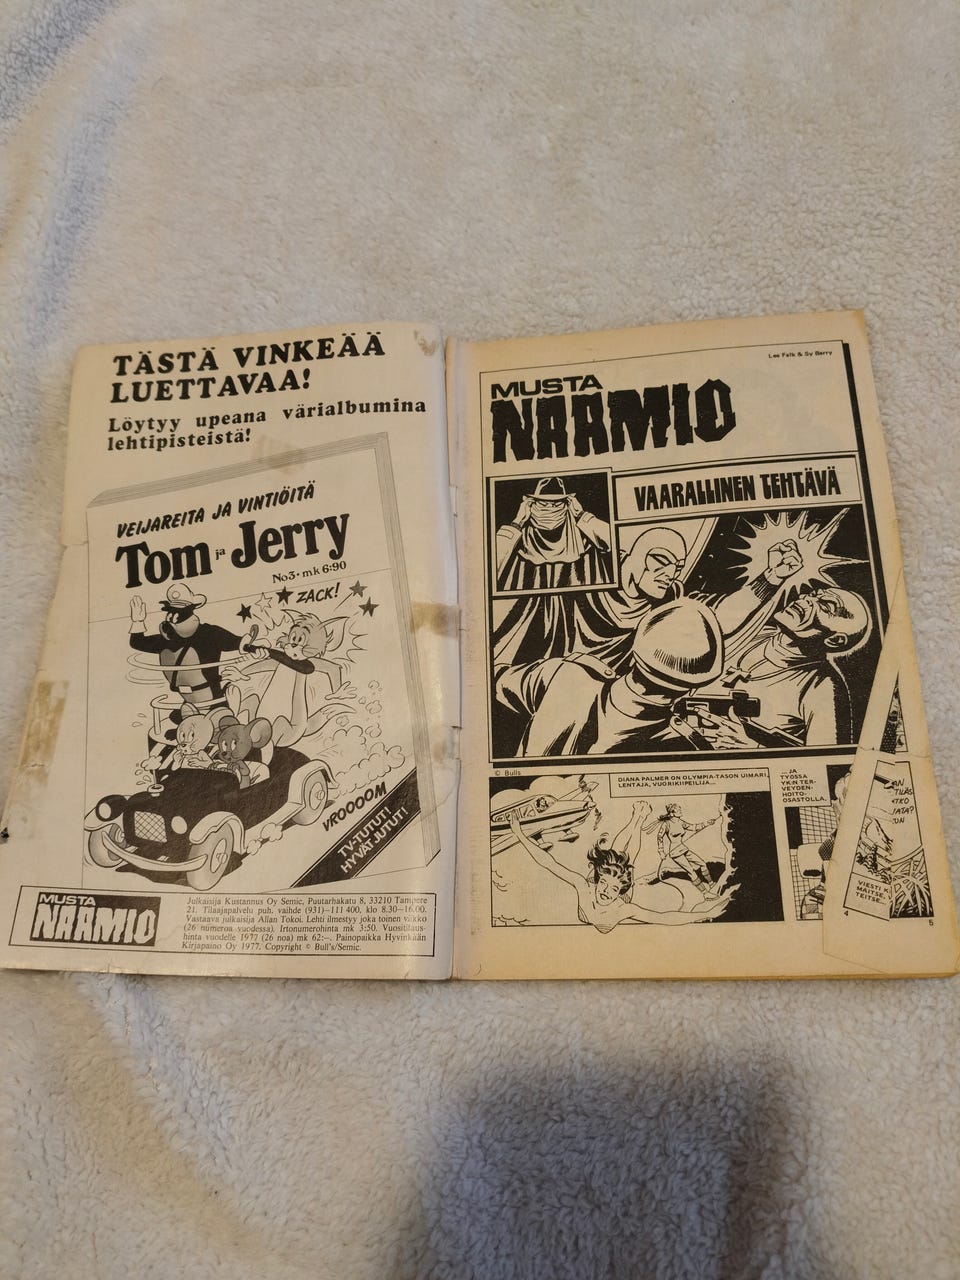 TÄSTÄ VINKEÄÄ
LUETTAVAA!
Löytyy upeana värialbumina
lehtipisteistä!
VEIJAREITA JA VINTIÖITÄ
Tom ja Jerry
No3 · mk 6:90
ZACK!
VROOOOM
TV-TUTUT!
HYVÄT JUTUT!
MUSTA
NAAMIO
Julkaisija Kustannus Oy Semic, Puutarhakatu 8, 33210 Tampere
21. Tilaajapalvelu puh. vaihde (931)—111 400, klo 8.30—16.00.
Vastaava julkaisija Allan Tokoi. Lehti ilmestyy joka toinen viikko
(26 numeroa vuodessa). Irtonumerohinta mk 3:50. Vuositilaus-
hinta vuodelle 1977 (26 noa) mk 62:—. Painopaikka Hyvinkään
Kirjapaino Oy 1977. Copyright © Bull's/Semic.
Lee Falk & Sy Berry
MUSTA
NAAMIO
VAARALLINEN TEHTÄVÄ
© Bulls
DIANA PALMER ON OLYMPIA-TASON UIMARI,
LENTÄJÄ, VUORIKIIPEILIJÄ...
...JA
TYÖSSÄ
YK:N TER-
VEYDEN-
HOITO-
OSASTOLLA.
VIESTI K
MAITSE,
TEITSE...
4
5